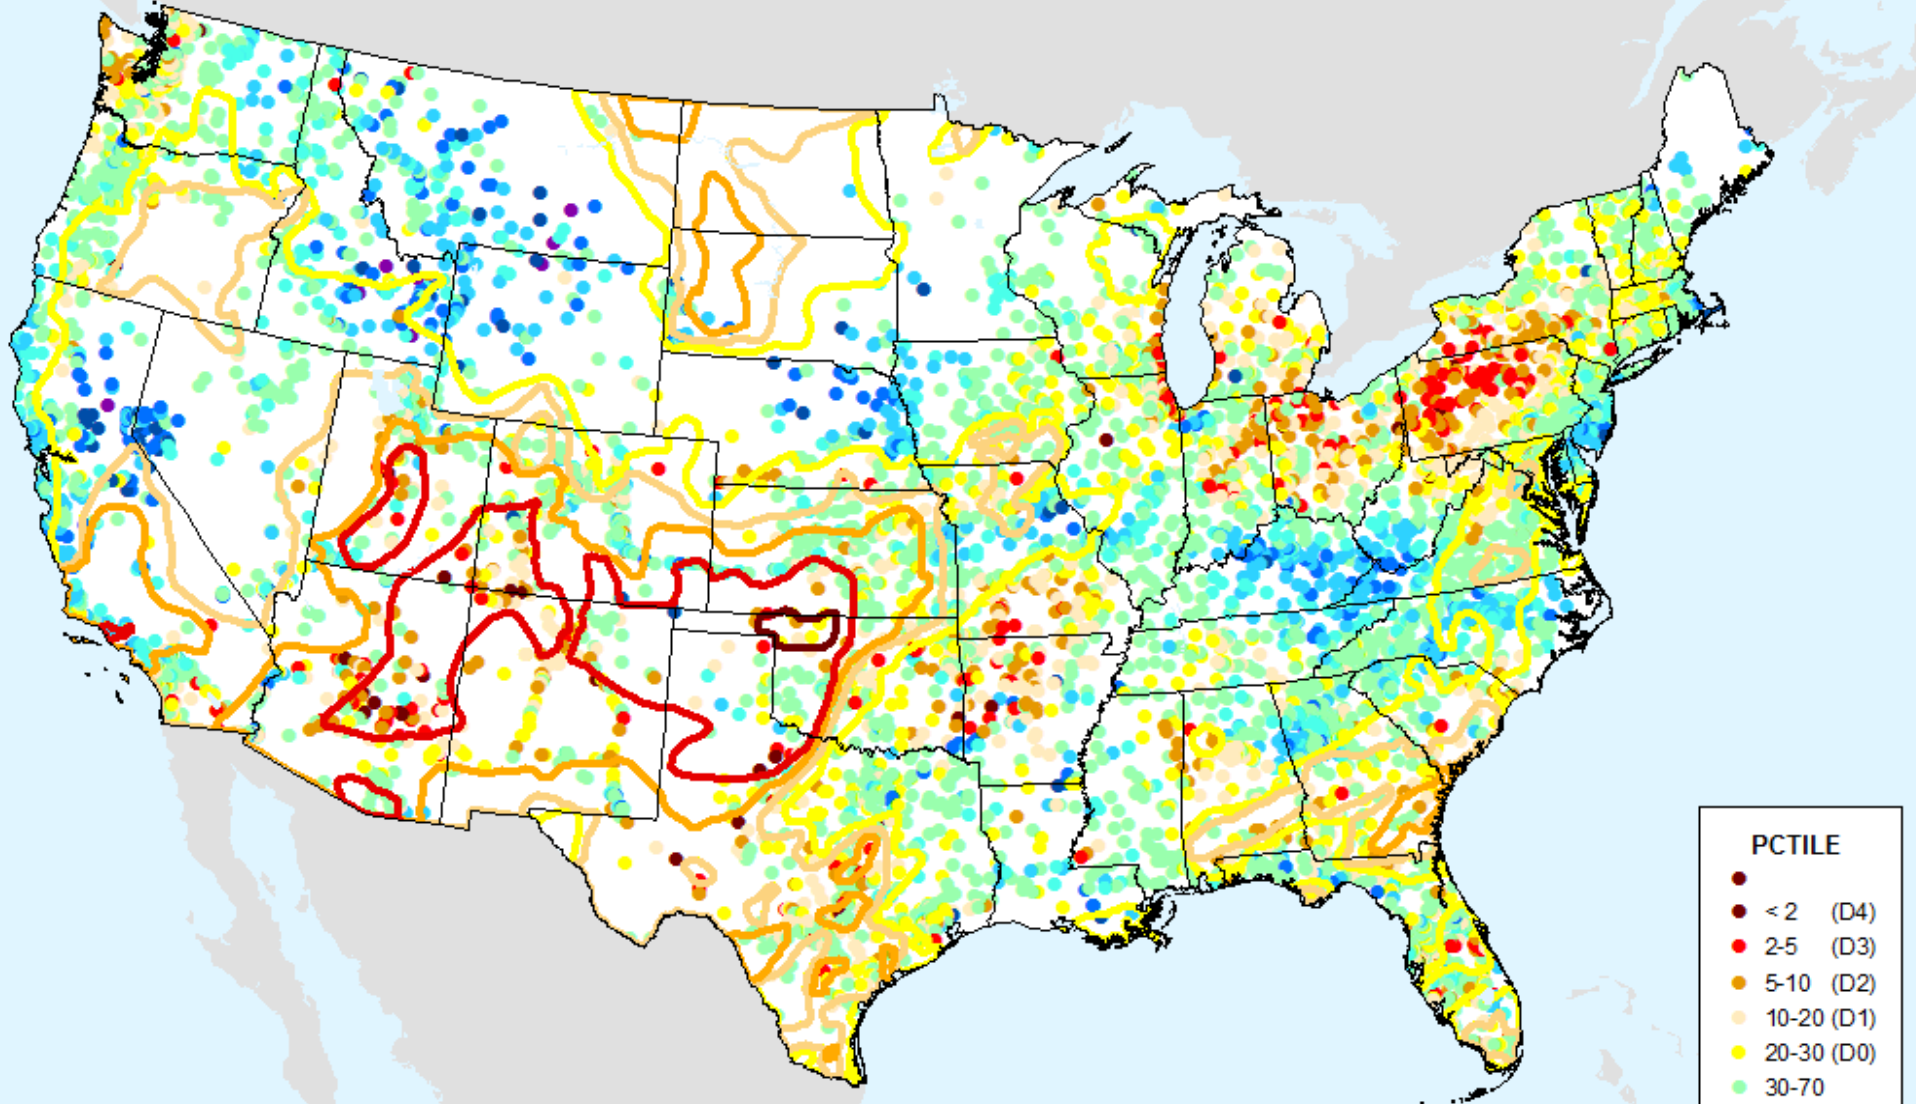 PCTILE
< 2 (D4)
2-5 (D3)
5-10 (D2)
10-20 (D1)
20-30 (D0)
30-70